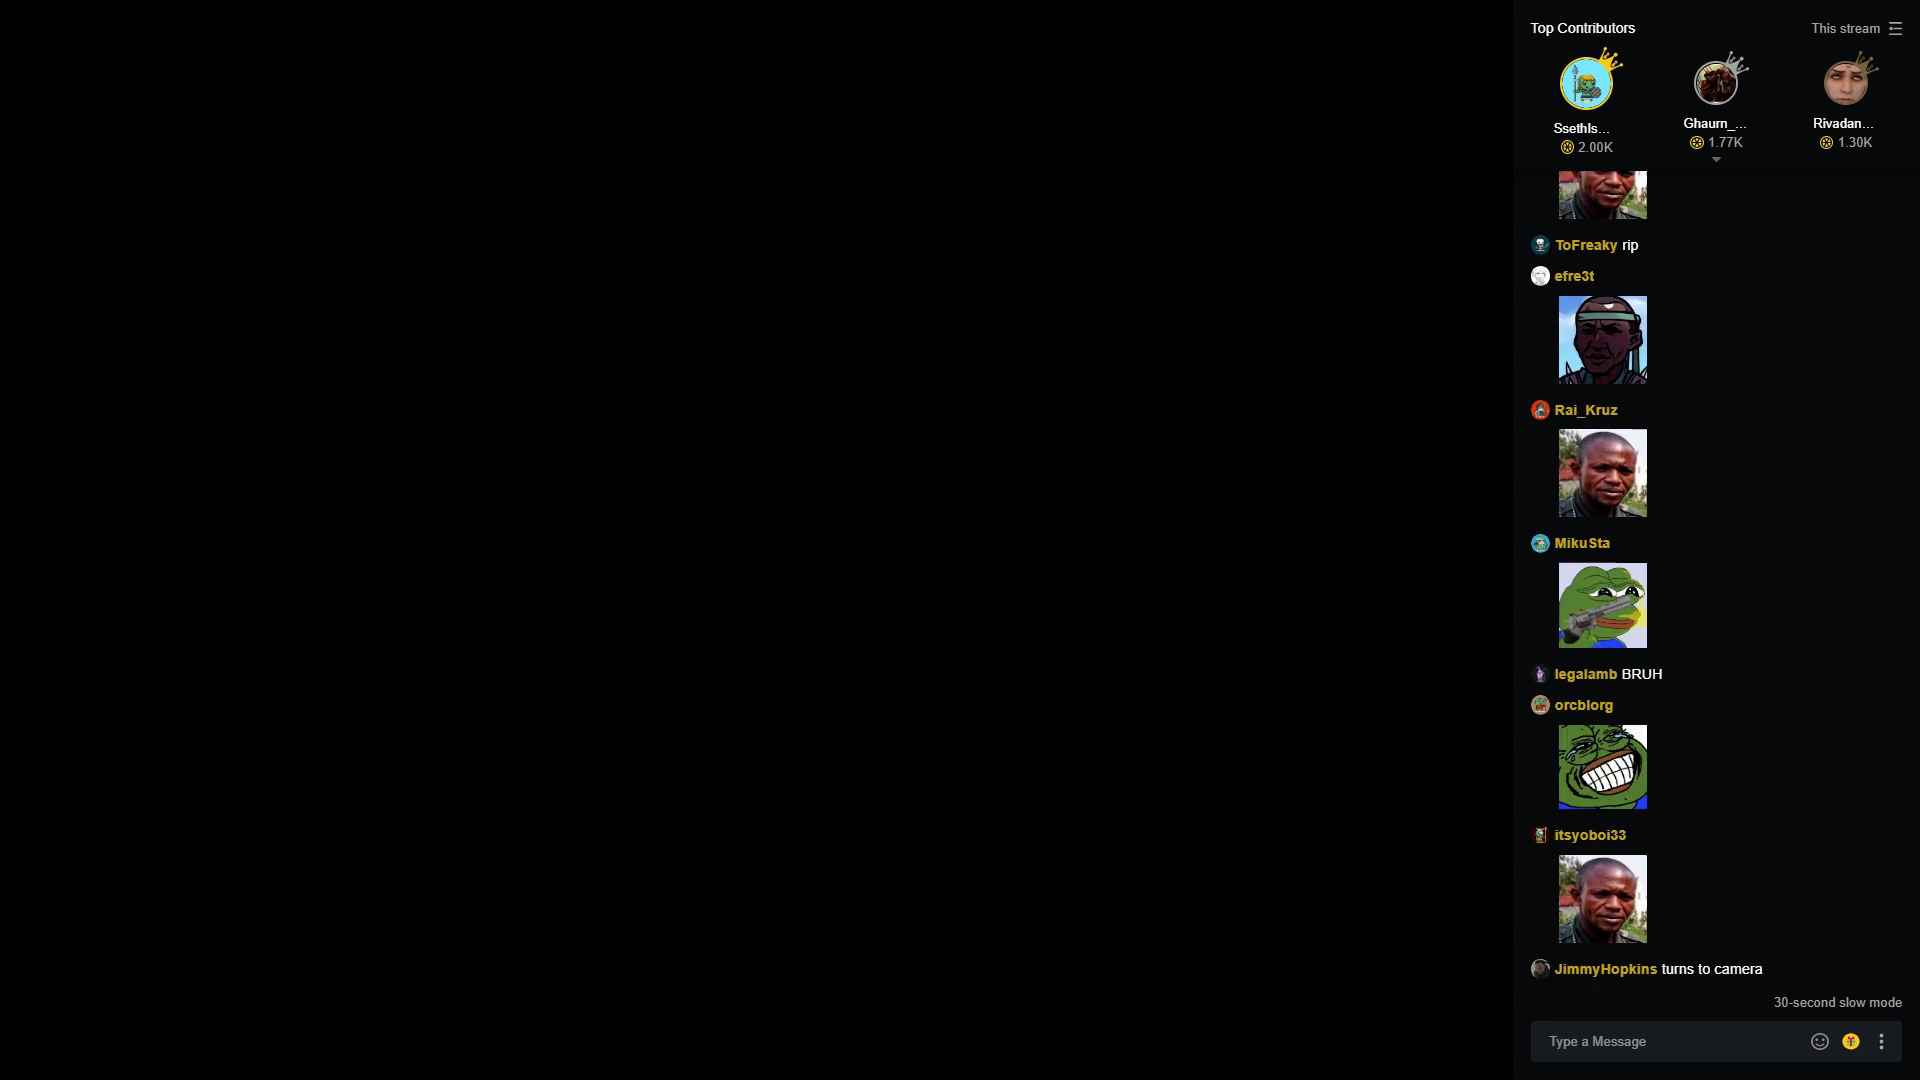 Top Contributors
This stream
SsethIs...
2.00K
Ghaurn_...
1.77K
Rivadan...
1.30K
ToFreaky rip
efre3t
Rai_Kruz
MikuSta
legalamb BRUH
orcblorg
itsyoboi33
JimmyHopkins turns to camera
30-second slow mode
Type a Message